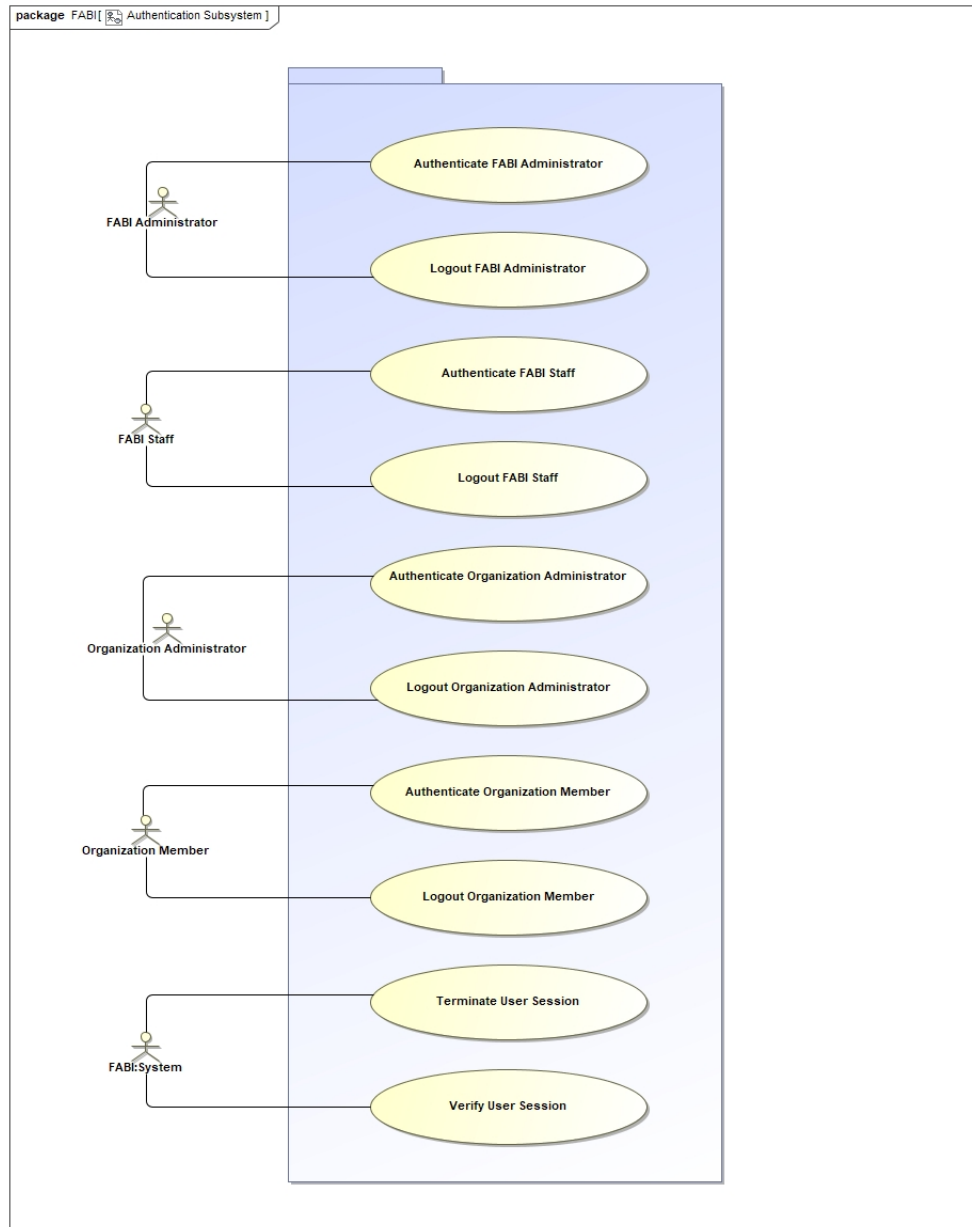 package FABI[ Authentication Subsystem ]
Authenticate FABI Administrator
FABI Administrator
Logout FABI Administrator
Authenticate FABI Staff
FABI Staff
Logout FABI Staff
Authenticate Organization Administrator
Organization Administrator
Logout Organization Administrator
Authenticate Organization Member
Organization Member
Logout Organization Member
Terminate User Session
FABI:System
Verify User Session